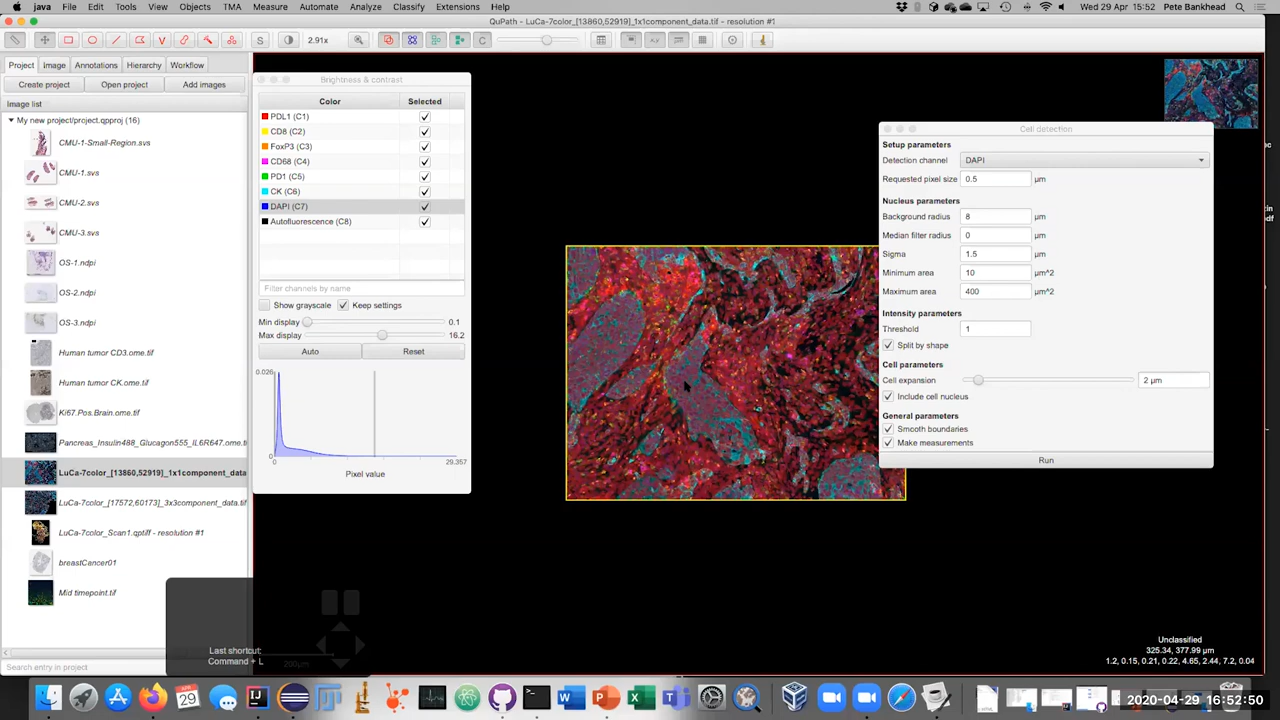 java File Edit Tools View Objects TMA Measure Automate Analyze Classify Extensions Help Wed 29 Apr 15:52 Pete Bankhead
QuPath - LuCa-7color_[13860,52919]_1x1component_data.tif - resolution #1
2.91x
Project Image Annotations Hierarchy Workflow
Create project Open project Add images
Image list
My new project/project.qpproj (16)
CMU-1-Small-Region.svs
CMU-1.svs
CMU-2.svs
CMU-3.svs
OS-1.ndpi
OS-2.ndpi
OS-3.ndpi
Human tumor CD3.ome.tif
Human tumor CK.ome.tif
Ki67.Pos.Brain.ome.tif
Pancreas_Insulin488_Glucagon555_IL6R647.ome.tif
LuCa-7color_[13860,52919]_1x1component_data
LuCa-7color_[17572,60173]_3x3component_data.tif
LuCa-7color_Scan1.qptiff - resolution #1
breastCancer01
Mid timepoint.tif
Search entry in project
Brightness & contrast
Color Selected
PDL1 (C1)
CD8 (C2)
FoxP3 (C3)
CD68 (C4)
PD1 (C5)
CK (C6)
DAPI (C7)
Autofluorescence (C8)
Filter channels by name
Show grayscale Keep settings
Min display 0.1
Max display 16.2
Auto Reset
0.026
0
0 29.357
Pixel value
Cell detection
Setup parameters
Detection channel DAPI
Requested pixel size 0.5 µm
Nucleus parameters
Background radius 8 µm
Median filter radius 0 µm
Sigma 1.5 µm
Minimum area 10 µm^2
Maximum area 400 µm^2
Intensity parameters
Threshold 1
Split by shape
Cell parameters
Cell expansion 2 µm
Include cell nucleus
General parameters
Smooth boundaries
Make measurements
Run
Last shortcut:
Command + L
200µm
Unclassified
325.34, 377.99 µm
1.2, 0.15, 0.21, 0.22, 4.65, 2.44, 7.2, 0.04
2020-04-29 16:52:50